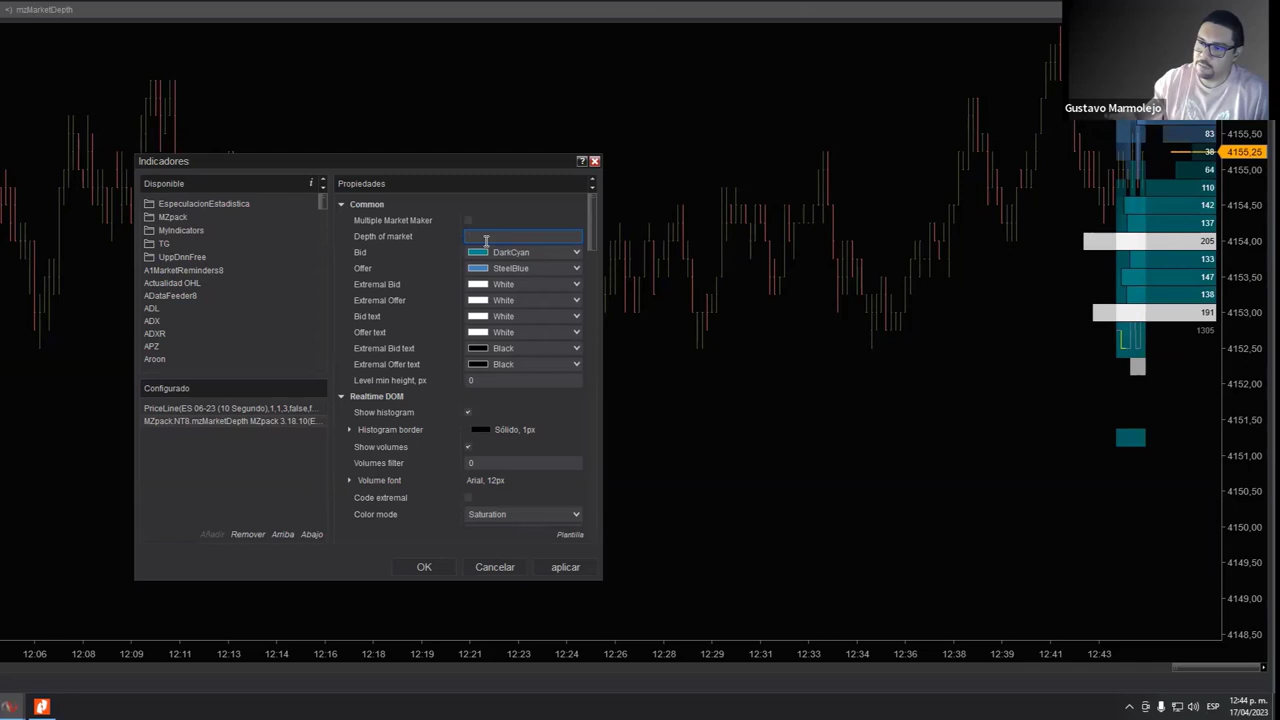 mzMarketDepth
Gustavo Marmolejo
Indicadores
?
Disponible
i
EspeculacionEstadistica
MZpack
MyIndicators
TG
UppDnnFree
A1MarketReminders8
Actualidad OHL
ADataFeeder8
ADL
ADX
ADXR
APZ
Aroon
Configurado
PriceLine(ES 06-23 (10 Segundo),1,1,3,false,f...
MZpack.NT8.mzMarketDepth MZpack 3.18.10(E...
Añadir Remover Arriba Abajo
Propiedades
Common
Multiple Market Maker
Depth of market
Bid DarkCyan
Offer SteelBlue
Extremal Bid White
Extremal Offer White
Bid text White
Offer text White
Extremal Bid text Black
Extremal Offer text Black
Level min height, px 0
Realtime DOM
Show histogram
Histogram border Sólido, 1px
Show volumes
Volumes filter 0
Volume font Arial, 12px
Code extremal
Color mode Saturation
Plantilla
OK Cancelar aplicar
83
38
64
110
142
137
205
133
147
138
191
1305
4155,50
4155,25
4155,00
4154,50
4154,00
4153,50
4153,00
4152,50
4152,00
4151,50
4151,00
4150,50
4150,00
4149,50
4149,00
4148,50
12:06 12:08 12:11 12:13 12:14 12:16 12:18 12:21 12:23 12:24 12:26 12:28 12:29 12:32 12:33 12:34 12:36 12:38 12:39 12:40 12:41 12:43
ESP
12:44 p. m.
17/04/2023